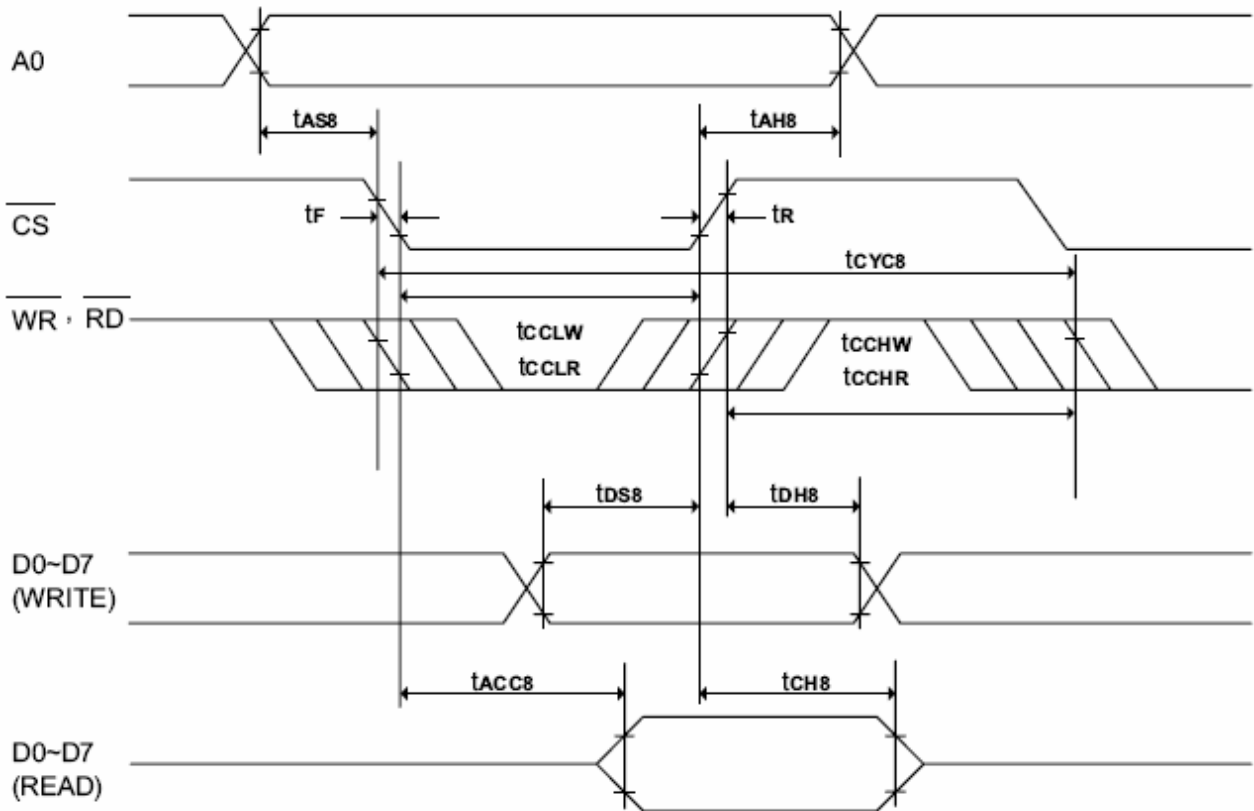 A0
tAS8
tAH8
CS
tF
tR
tCYC8
WR , RD
tCCLW
tCCLR
tCCHW
tCCHR
tDS8
tDH8
D0~D7
(WRITE)
tACC8
tCH8
D0~D7
(READ)